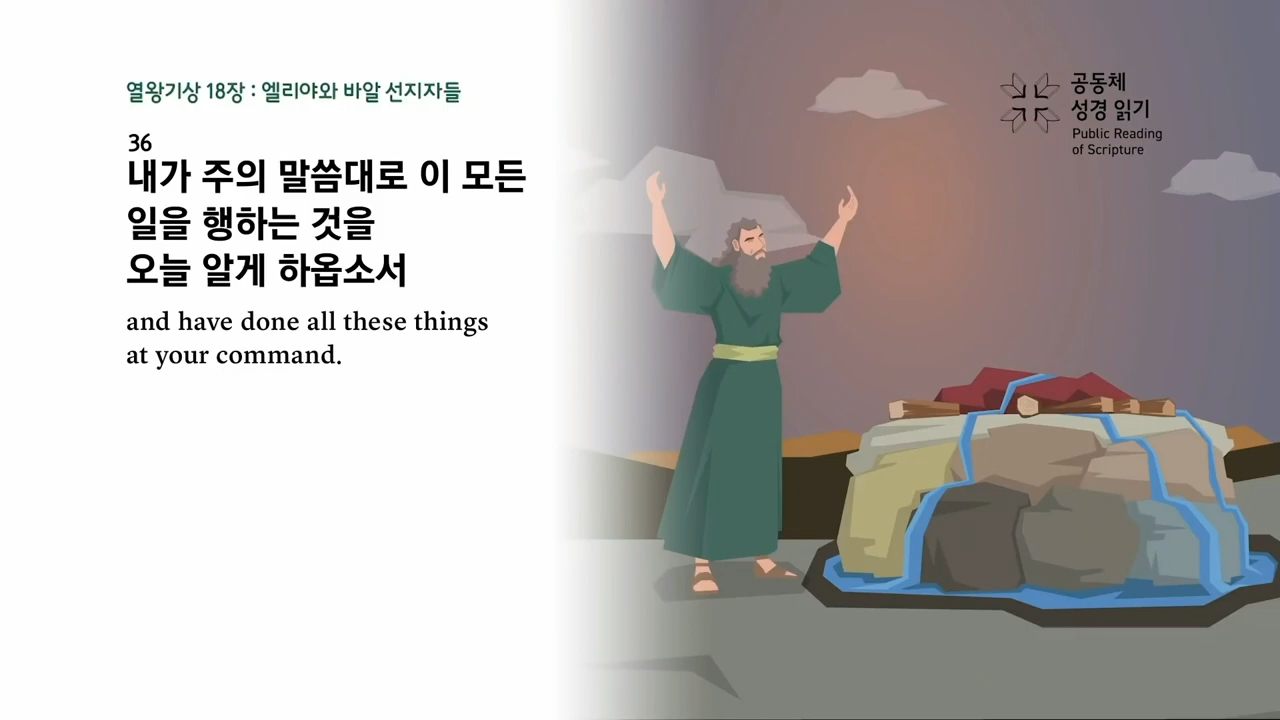 열왕기상 18장 : 엘리야와 바알 선지자들
36
내가 주의 말씀대로 이 모든
일을 행하는 것을
오늘 알게 하옵소서
and have done all these things
at your command.
공동체
성경 읽기
Public Reading
of Scripture